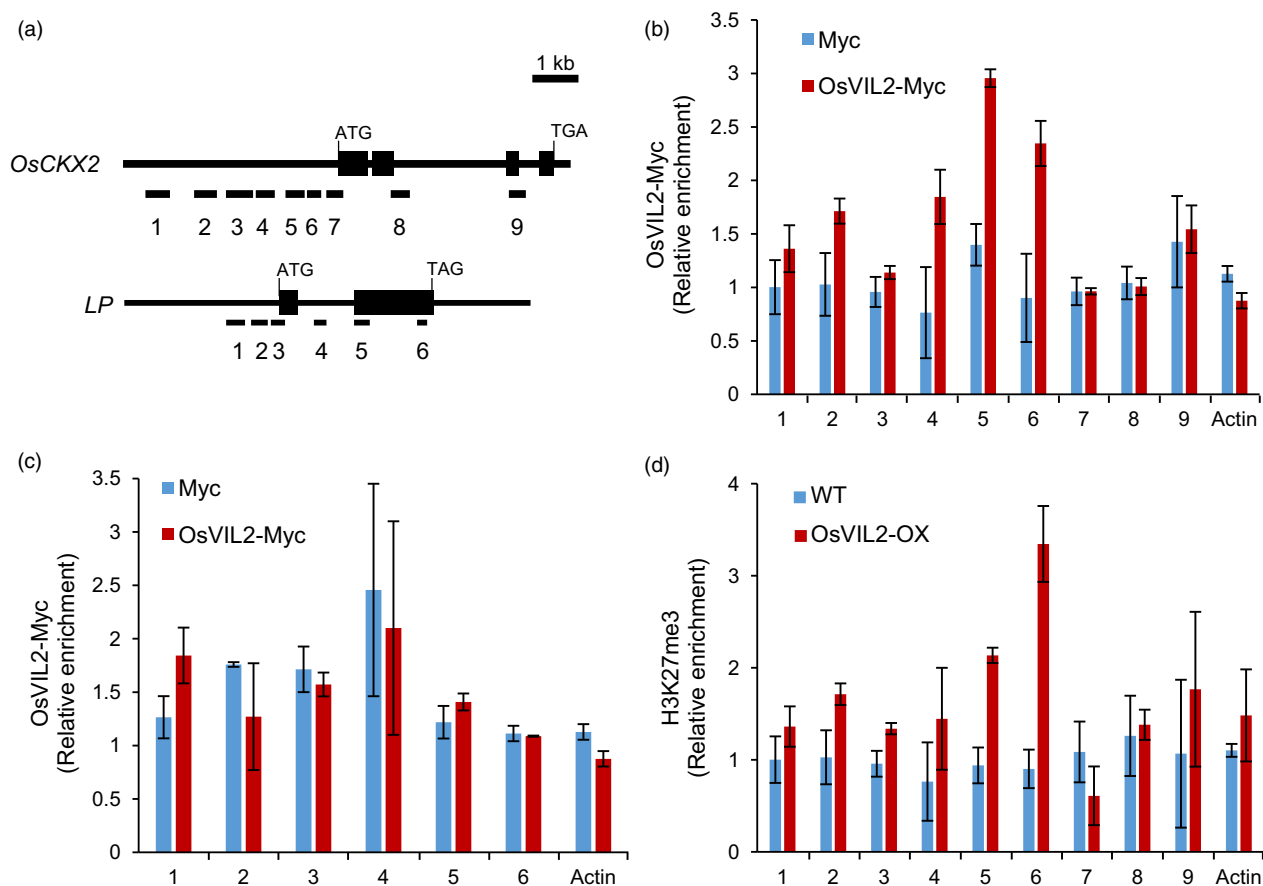 (a)
1 kb
ATG
TGA
OsCKX2
1 2 3 4 5 6 7 8 9
ATG
TAG
LP
1 2 3 4 5 6
(b)
Myc
OsVIL2-Myc
OsVIL2-Myc
(Relative enrichment)
3.5
3
2.5
2
1.5
1
0.5
0
1 2 3 4 5 6 7 8 9 Actin
(c)
Myc
OsVIL2-Myc
OsVIL2-Myc
(Relative enrichment)
3.5
3
2.5
2
1.5
1
0.5
0
1 2 3 4 5 6 Actin
(d)
WT
OsVIL2-OX
H3K27me3
(Relative enrichment)
4
3
2
1
0
1 2 3 4 5 6 7 8 9 Actin